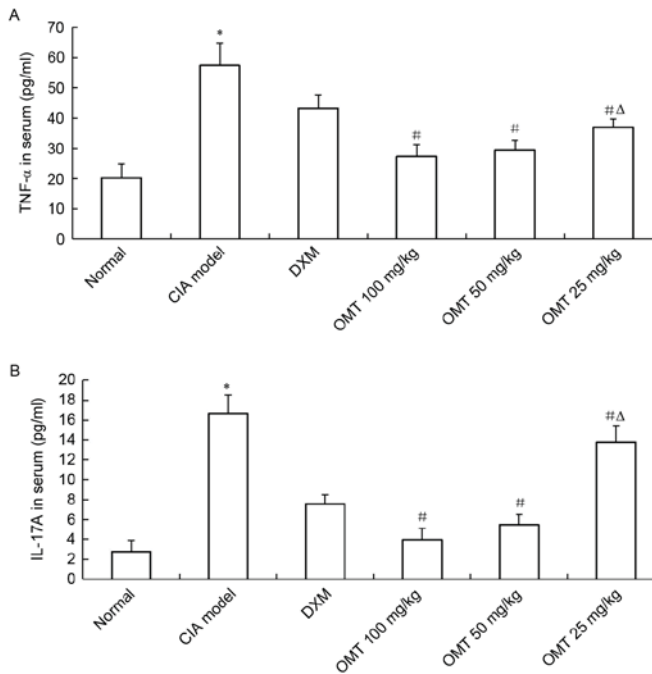 A
TNF-α in serum (pg/ml)
70
60
50
40
30
20
10
0
*
#
#
#Δ
Normal
CIA model
DXM
OMT 100 mg/kg
OMT 50 mg/kg
OMT 25 mg/kg
B
IL-17A in serum (pg/ml)
20
18
16
14
12
10
8
6
4
2
0
*
#
#
#Δ
Normal
CIA model
DXM
OMT 100 mg/kg
OMT 50 mg/kg
OMT 25 mg/kg